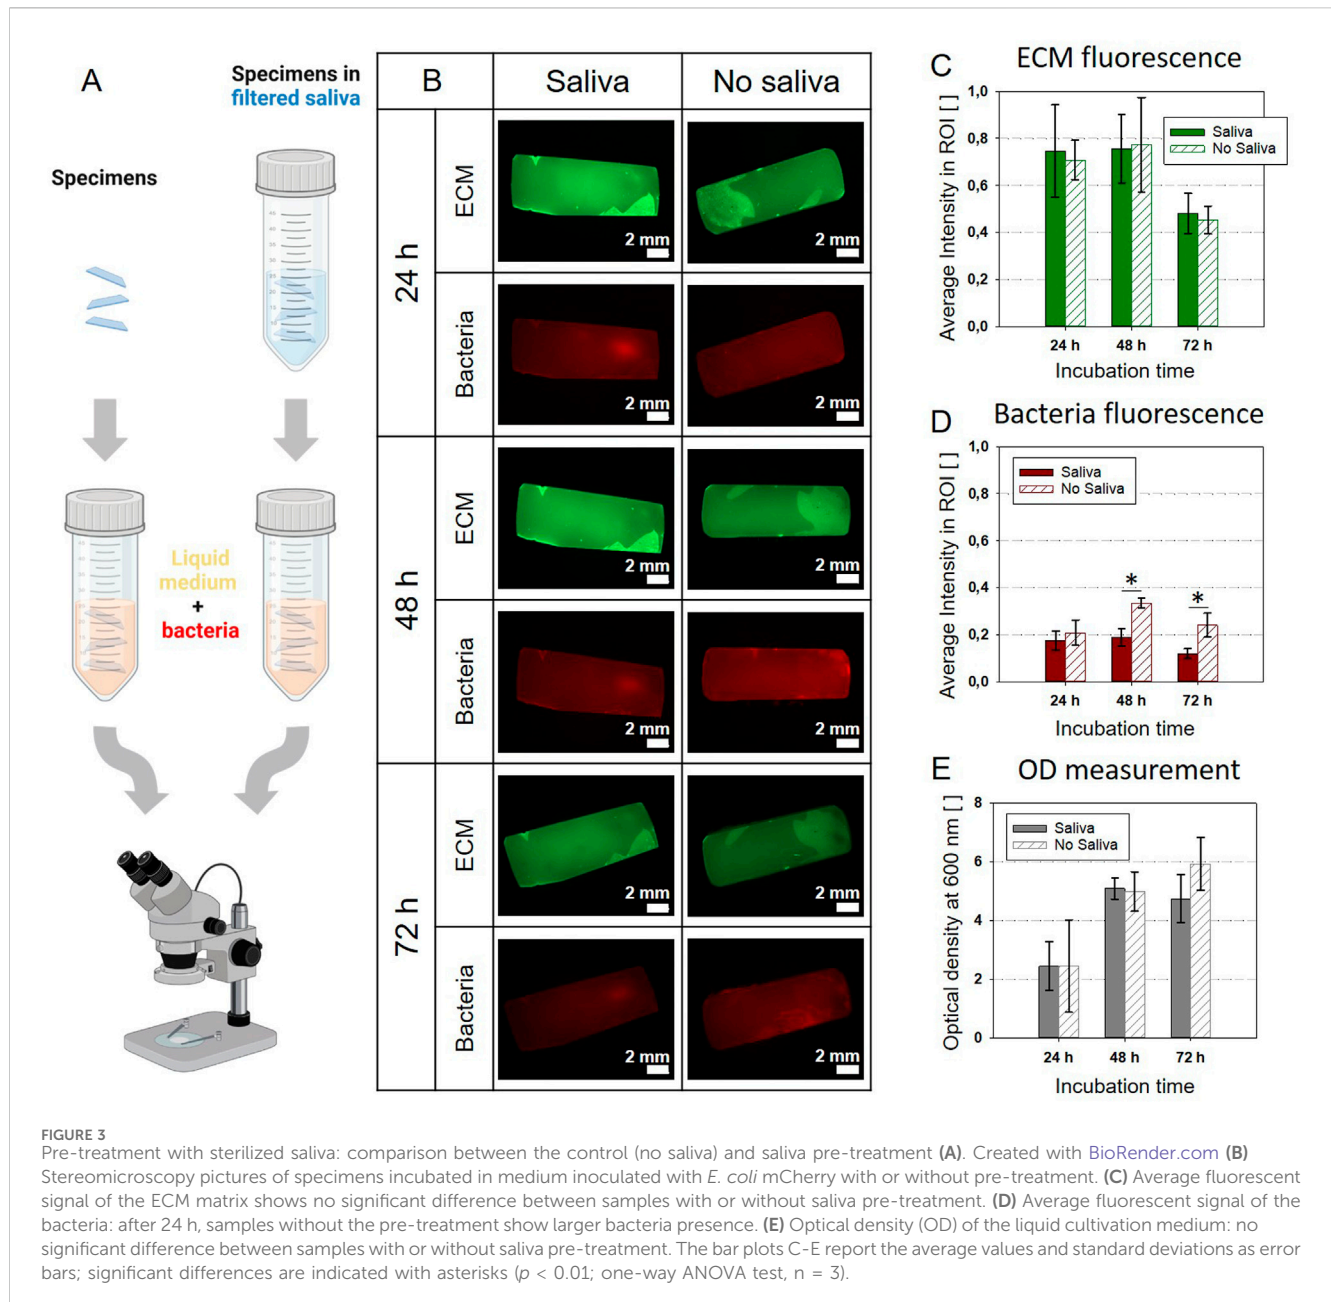 A
Specimens in
filtered saliva
Specimens
Liquid
medium
+
bacteria
B
Saliva
No saliva
24 h
ECM
2 mm
2 mm
Bacteria
2 mm
2 mm
48 h
ECM
2 mm
2 mm
Bacteria
2 mm
2 mm
72 h
ECM
2 mm
2 mm
Bacteria
2 mm
2 mm
C
ECM fluorescence
Average Intensity in ROI [ ]
1,0
0,8
0,6
0,4
0,2
0,0
Saliva
No Saliva
24 h
48 h
72 h
Incubation time
D
Bacteria fluorescence
Average Intensity in ROI [ ]
1,0
0,8
0,6
0,4
0,2
0,0
Saliva
No Saliva
*
*
24 h
48 h
72 h
Incubation time
E
OD measurement
Optical density at 600 nm [ ]
8
6
4
2
0
Saliva
No Saliva
24 h
48 h
72 h
Incubation time
FIGURE 3
Pre-treatment with sterilized saliva: comparison between the control (no saliva) and saliva pre-treatment (A). Created with BioRender.com (B)
Stereomicroscopy pictures of specimens incubated in medium inoculated with E. coli mCherry with or without pre-treatment. (C) Average fluorescent
signal of the ECM matrix shows no significant difference between samples with or without saliva pre-treatment. (D) Average fluorescent signal of the
bacteria: after 24 h, samples without the pre-treatment show larger bacteria presence. (E) Optical density (OD) of the liquid cultivation medium: no
significant difference between samples with or without saliva pre-treatment. The bar plots C-E report the average values and standard deviations as error
bars; significant differences are indicated with asterisks (p < 0.01; one-way ANOVA test, n = 3).